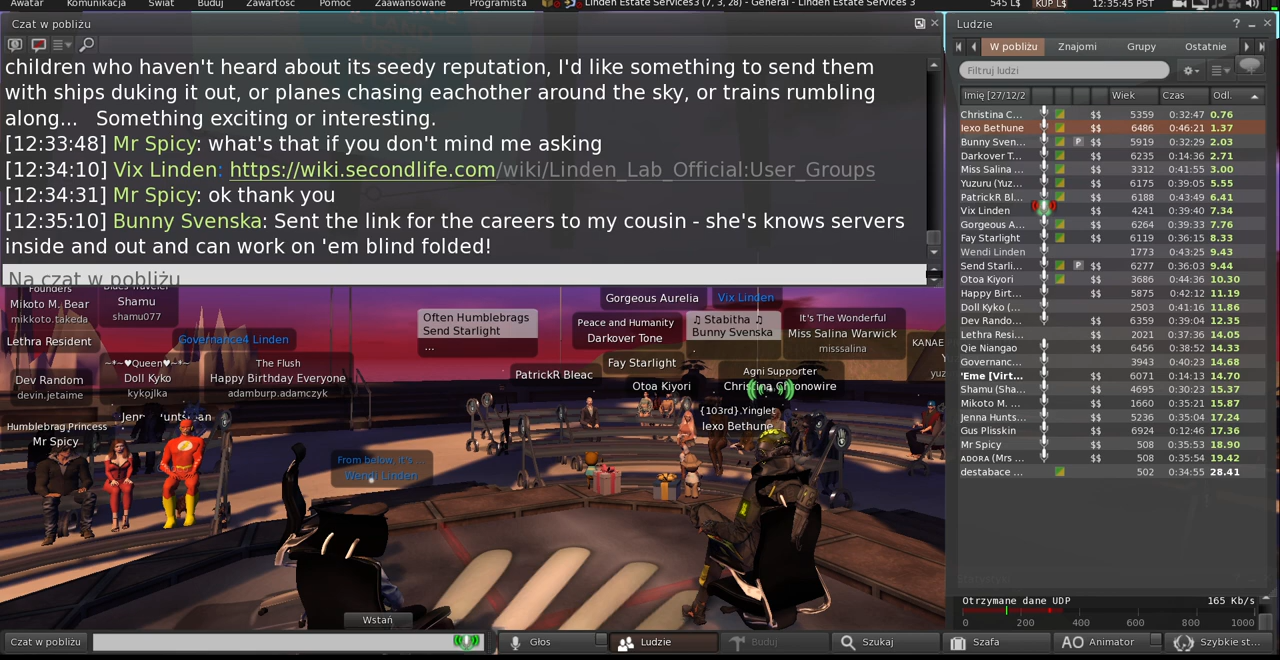 Awatar Komunikacja Świat Buduj Zawartość Pomoc Zaawansowane Programista Linden Estate Services3 (7, 3, 28) - General - Linden Estate Services 3 545 L$ KUP L$ 12:35:45 PST
Czat w pobliżu
children who haven't heard about its seedy reputation, I'd like something to send them
with ships duking it out, or planes chasing eachother around the sky, or trains rumbling
along... Something exciting or interesting.
[12:33:48] Mr Spicy: what's that if you don't mind me asking
[12:34:10] Vix Linden: https://wiki.secondlife.com/wiki/Linden_Lab_Official:User_Groups
[12:34:31] Mr Spicy: ok thank you
[12:35:10] Bunny Svenska: Sent the link for the careers to my cousin - she's knows servers
inside and out and can work on 'em blind folded!
Na czat w pobliżu
Founders
Mikoto M. Bear
mikkoto.takeda
Blues Traveler
Shamu
shamu077
Lethra Resident
Governance4 Linden
Dev Random
devin.jetaime
~*~♥Queen♥~*~
Doll Kyko
kykojlka
The Flush
Happy Birthday Everyone
adamburp.adamczyk
Humblebrag Princess
Mr Spicy
From below, it's ...
Wendi Linden
Often Humblebrags
Send Starlight
...
Gorgeous Aurelia
Vix Linden
Peace and Humanity
Darkover Tone
♫ Stabitha ♫
Bunny Svenska
.
It's The Wonderful
Miss Salina Warwick
misssalina
KANAE
Fay Starlight
PatrickR Bleac
Otoa Kiyori
Agni Supporter
{103rd}.Yinglet
Iexo Bethune
Wstań
Ludzie
W pobliżu Znajomi Grupy Ostatnie
Filtruj ludzi
Imię [27/12/2 Wiek Czas Odl.
Christina C... $$ 5359 0:32:47 0.76
Iexo Bethune 6486 0:46:21 1.37
Bunny Sven... P $$ 5919 0:32:29 2.03
Darkover T... $$ 6235 0:14:36 2.71
Miss Salina ... $$ 3312 0:41:55 3.00
Yuzuru (Yuz... $$ 6175 0:39:05 5.55
PatrickR Bl... $$ 6188 0:43:49 6.41
Vix Linden $$ 4241 0:39:40 7.34
Gorgeous A... $$ 6264 0:39:33 7.76
Fay Starlight $$ 6119 0:36:15 8.33
Wendi Linden 1773 0:43:25 9.43
Send Starli... P $$ 6277 0:36:03 9.44
Otoa Kiyori $$ 3686 0:44:36 10.30
Happy Birt... $$ 5875 0:42:12 11.19
Doll Kyko (... 2503 0:41:16 11.86
Dev Rando... $$ 6359 0:39:04 12.35
Lethra Resi... $$ 2021 0:37:36 14.05
Qie Niangao $$ 6456 0:38:52 14.33
Governanc... 3943 0:40:23 14.68
'Eme [Virt... $$ 6071 0:14:13 14.70
Shamu (Sha... $$ 4695 0:30:23 15.37
Mikoto M. ... $$ 1660 0:35:21 15.87
Jenna Hunts... $$ 5236 0:35:04 17.24
Gus Plisskin $$ 6924 0:12:46 17.36
Mr Spicy $$ 508 0:35:53 18.90
ᴀᴅᴏʀᴀ (Mrs ... $$ 508 0:35:54 19.42
destabace ... 502 0:34:55 28.41
Otrzymane dane UDP 165 Kb/s
0 200 400 600 800 1000
Czat w pobliżu Głos Ludzie Buduj Szukaj Szafa AO Animator Szybkie st...